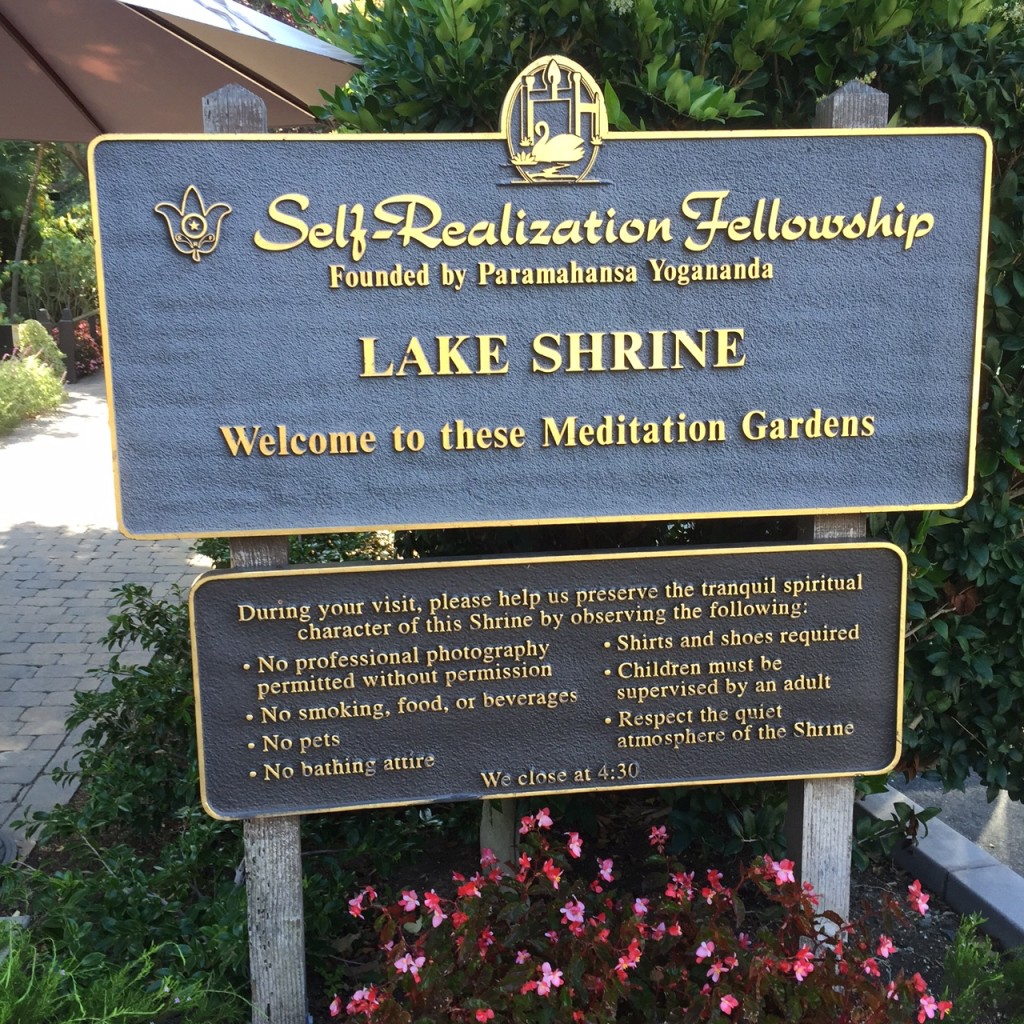 Self-Realization Fellowship
Founded by Paramahansa Yogananda
LAKE SHRINE
Welcome to these Meditation Gardens
During your visit, please help us preserve the tranquil spiritual
character of this Shrine by observing the following:
• No professional photography
permitted without permission
• No smoking, food, or beverages
• No pets
• No bathing attire
• Shirts and shoes required
• Children must be
supervised by an adult
• Respect the quiet
atmosphere of the Shrine
We close at 4:30